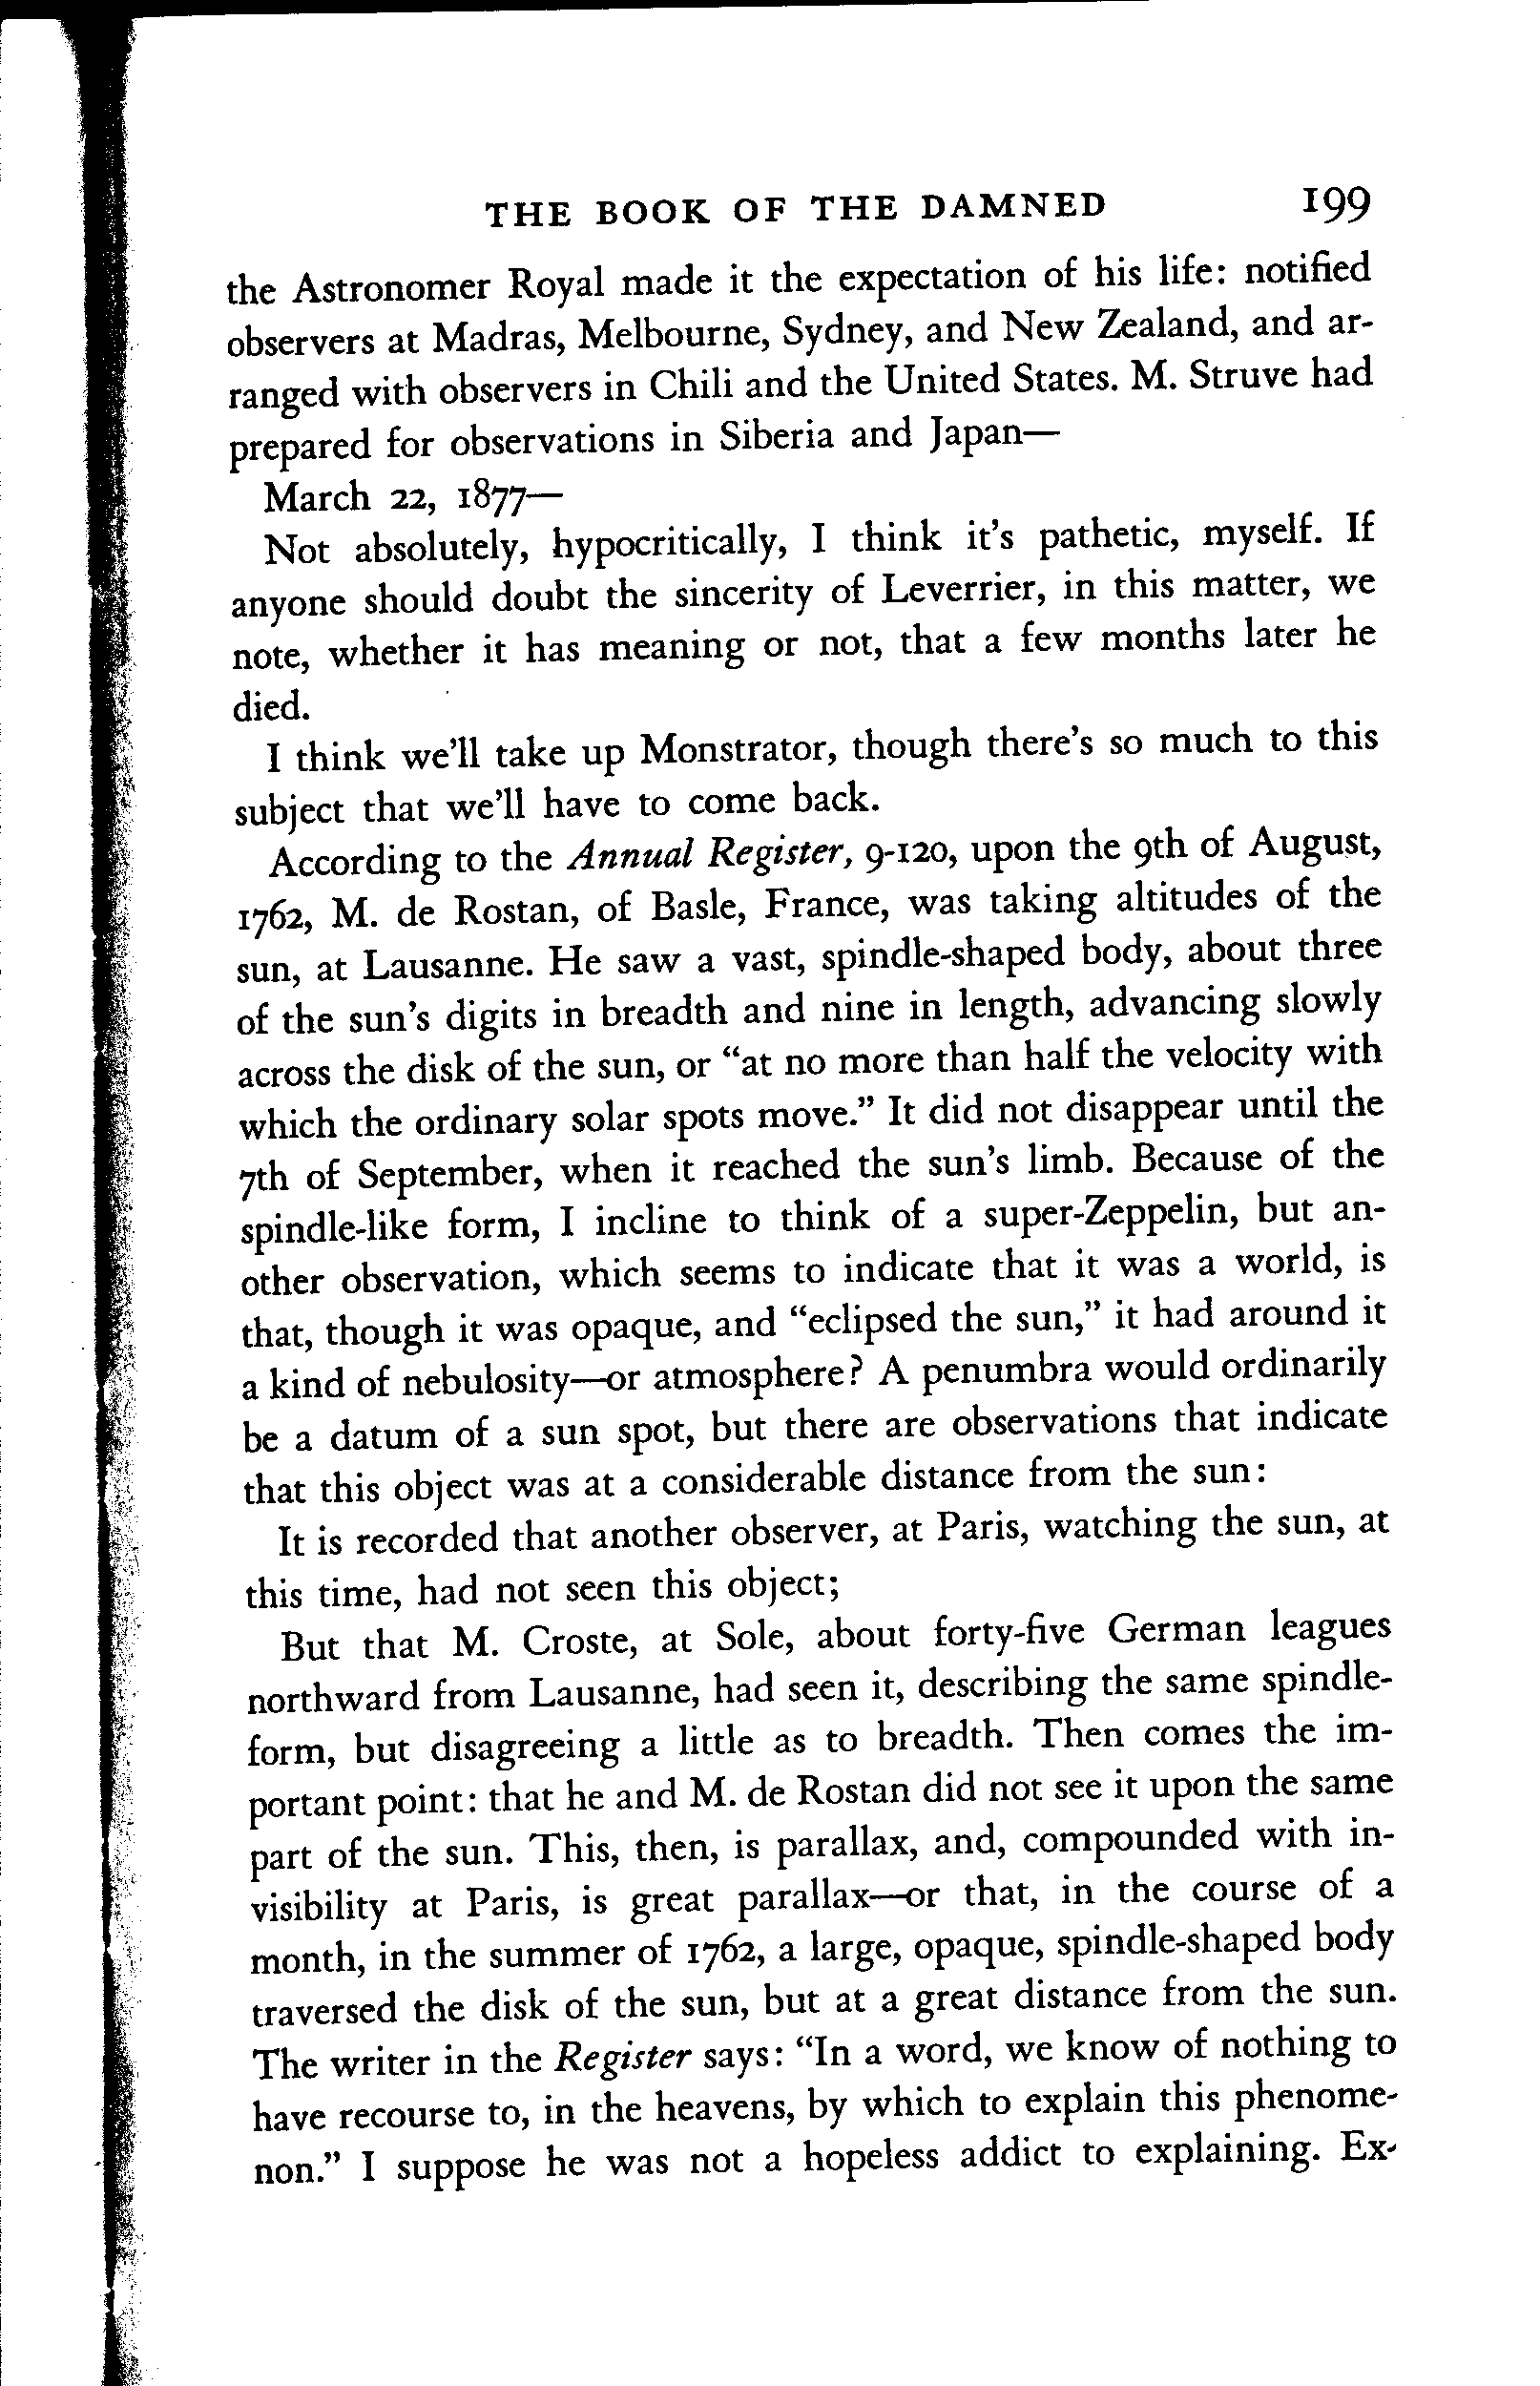 THE BOOK OF THE DAMNED 199
the Astronomer Royal made it the expectation of his life: notified
observers at Madras, Melbourne, Sydney, and New Zealand, and ar-
ranged with observers in Chili and the United States. M. Struve had
prepared for observations in Siberia and Japan—
March 22, 1877—
Not absolutely, hypocritically, I think it's pathetic, myself. If
anyone should doubt the sincerity of Leverrier, in this matter, we
note, whether it has meaning or not, that a few months later he
died.
I think we'll take up Monstrator, though there's so much to this
subject that we'll have to come back.
According to the Annual Register, 9-120, upon the 9th of August,
1762, M. de Rostan, of Basle, France, was taking altitudes of the
sun, at Lausanne. He saw a vast, spindle-shaped body, about three
of the sun's digits in breadth and nine in length, advancing slowly
across the disk of the sun, or "at no more than half the velocity with
which the ordinary solar spots move." It did not disappear until the
7th of September, when it reached the sun's limb. Because of the
spindle-like form, I incline to think of a super-Zeppelin, but an-
other observation, which seems to indicate that it was a world, is
that, though it was opaque, and "eclipsed the sun," it had around it
a kind of nebulosity—or atmosphere? A penumbra would ordinarily
be a datum of a sun spot, but there are observations that indicate
that this object was at a considerable distance from the sun:
It is recorded that another observer, at Paris, watching the sun, at
this time, had not seen this object;
But that M. Croste, at Sole, about forty-five German leagues
northward from Lausanne, had seen it, describing the same spindle-
form, but disagreeing a little as to breadth. Then comes the im-
portant point: that he and M. de Rostan did not see it upon the same
part of the sun. This, then, is parallax, and, compounded with in-
visibility at Paris, is great parallax—or that, in the course of a
month, in the summer of 1762, a large, opaque, spindle-shaped body
traversed the disk of the sun, but at a great distance from the sun.
The writer in the Register says: "In a word, we know of nothing to
have recourse to, in the heavens, by which to explain this phenome-
non." I suppose he was not a hopeless addict to explaining. Ex-